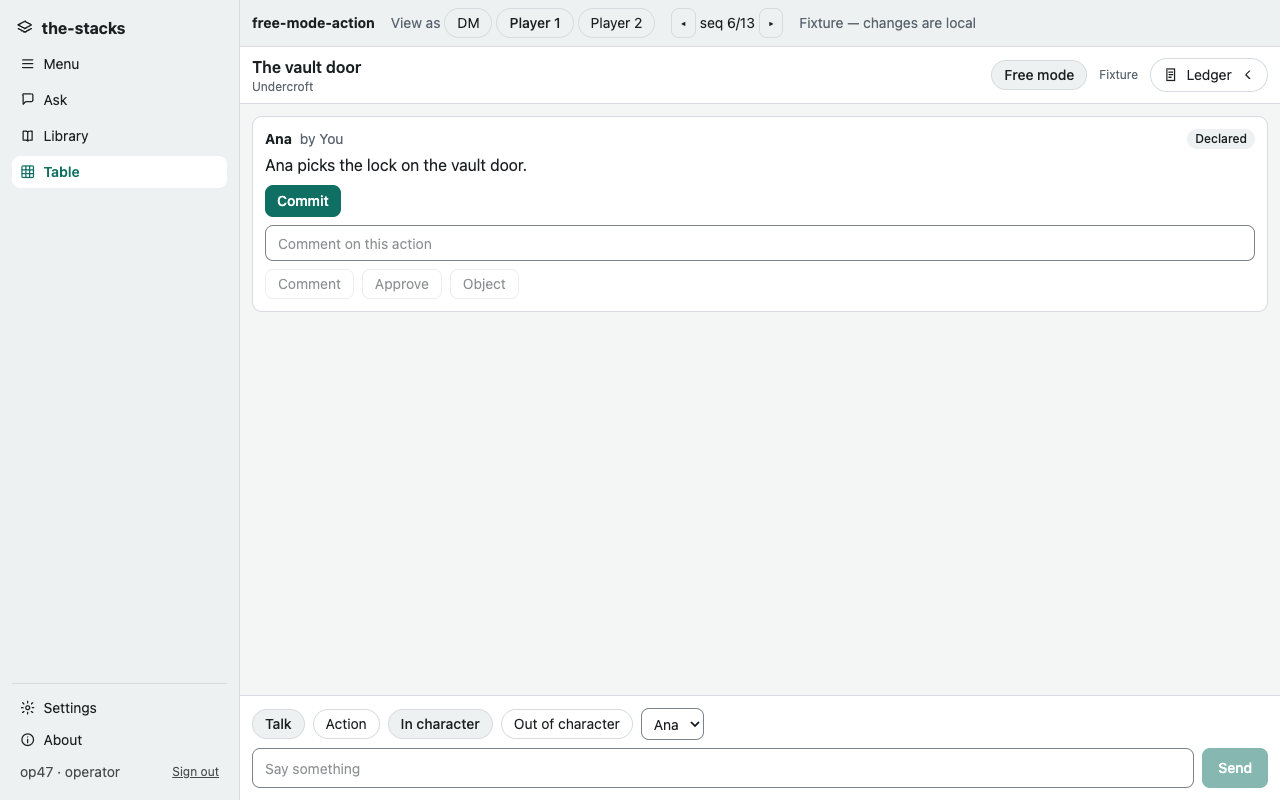 the-stacks
Menu
Ask
Library
Table
Settings
About
op47 · operator Sign out
free-mode-action View as DM Player 1 Player 2 ◂ seq 6/13 ▸ Fixture — changes are local
The vault door
Undercroft
Free mode Fixture Ledger
Ana by You Declared
Ana picks the lock on the vault door.
Commit
Comment on this action
Comment Approve Object
Talk Action In character Out of character Ana
Say something Send